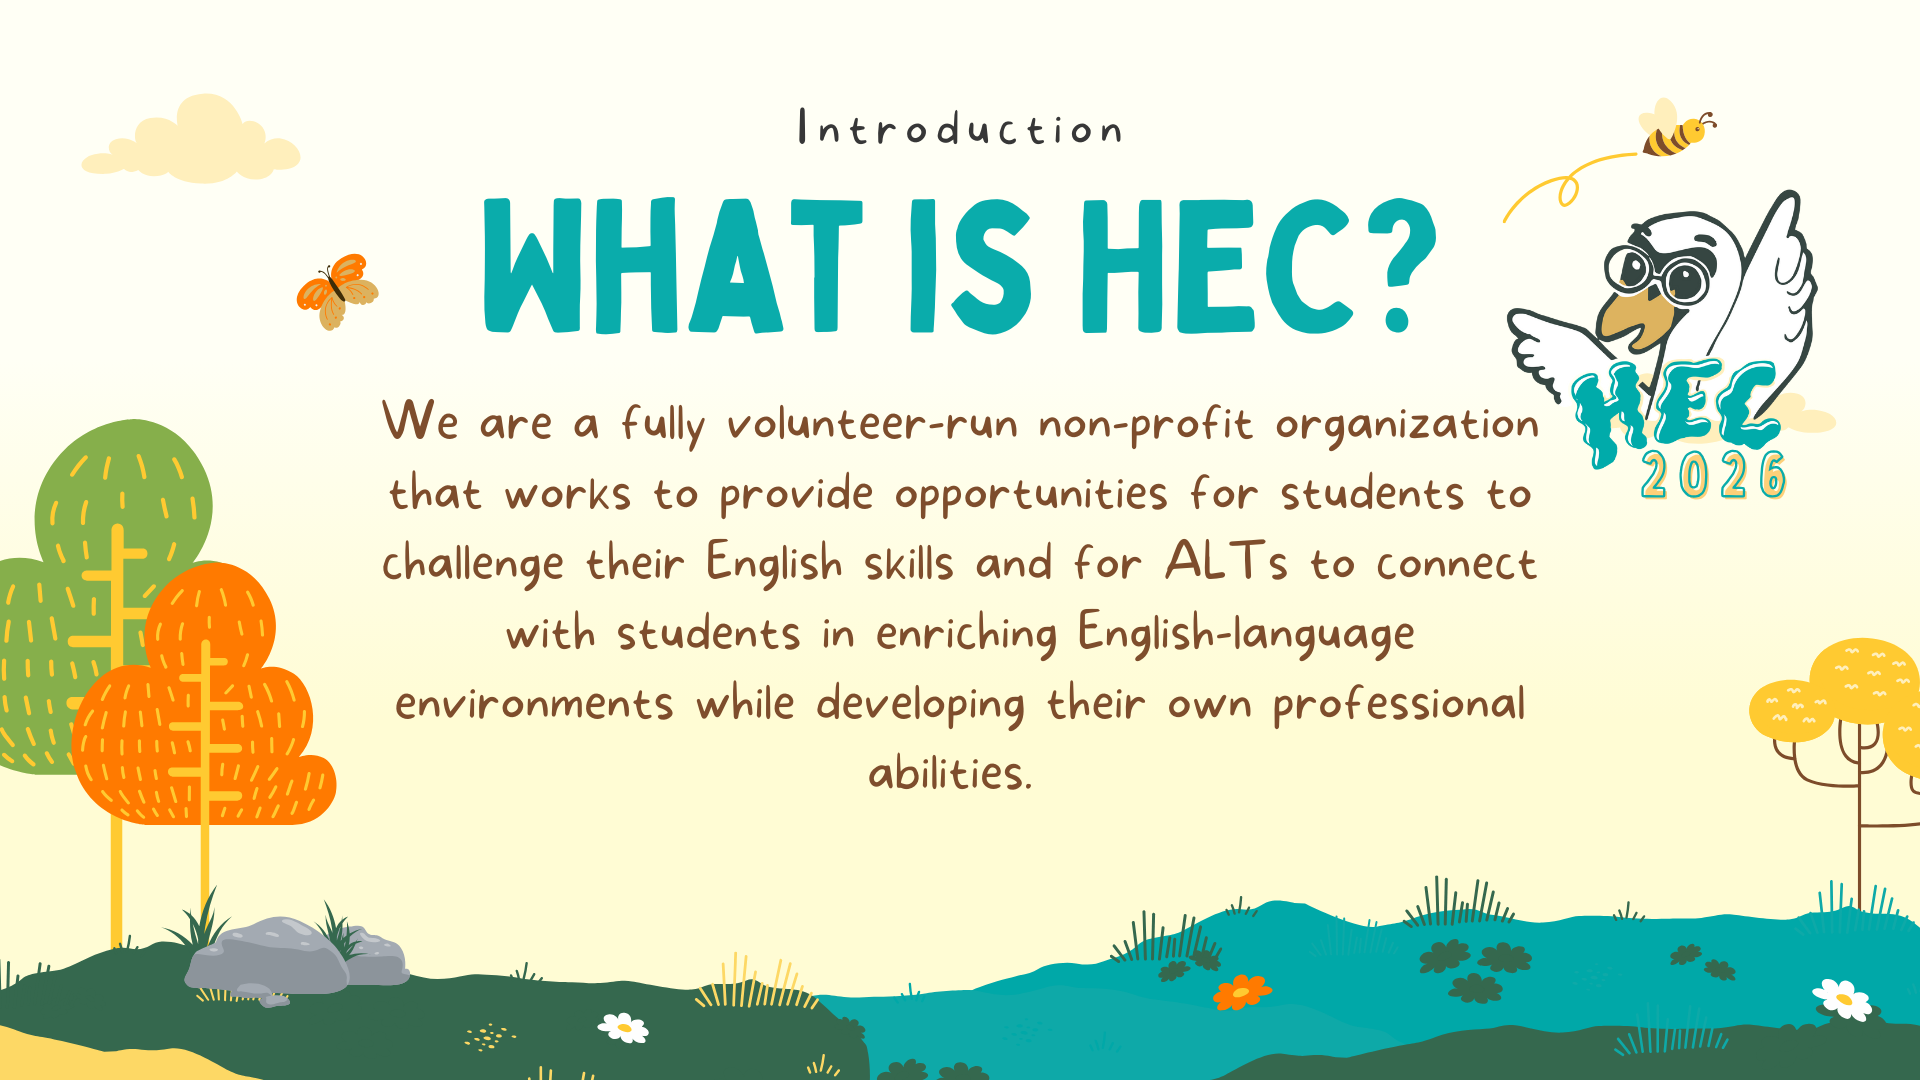 Introduction
WHAT IS HEC?
We are a fully volunteer-run non-profit organization
that works to provide opportunities for students to
challenge their English skills and for ALTs to connect
with students in enriching English-language
environments while developing their own professional
abilities.
HEC
2026